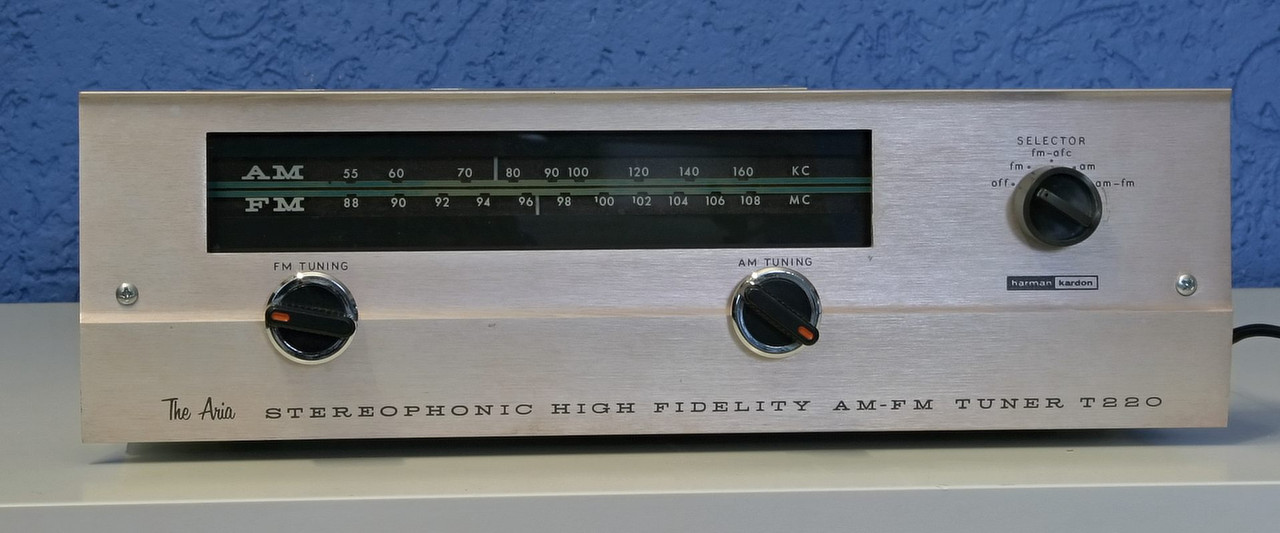 SELECTOR
fm-afc
fm am
off am-fm
AM 55 60 70 80 90 100 120 140 160 KC
FM 88 90 92 94 96 98 100 102 104 106 108 MC
FM TUNING AM TUNING
harman kardon
The Aria STEREOPHONIC HIGH FIDELITY AM-FM TUNER T220